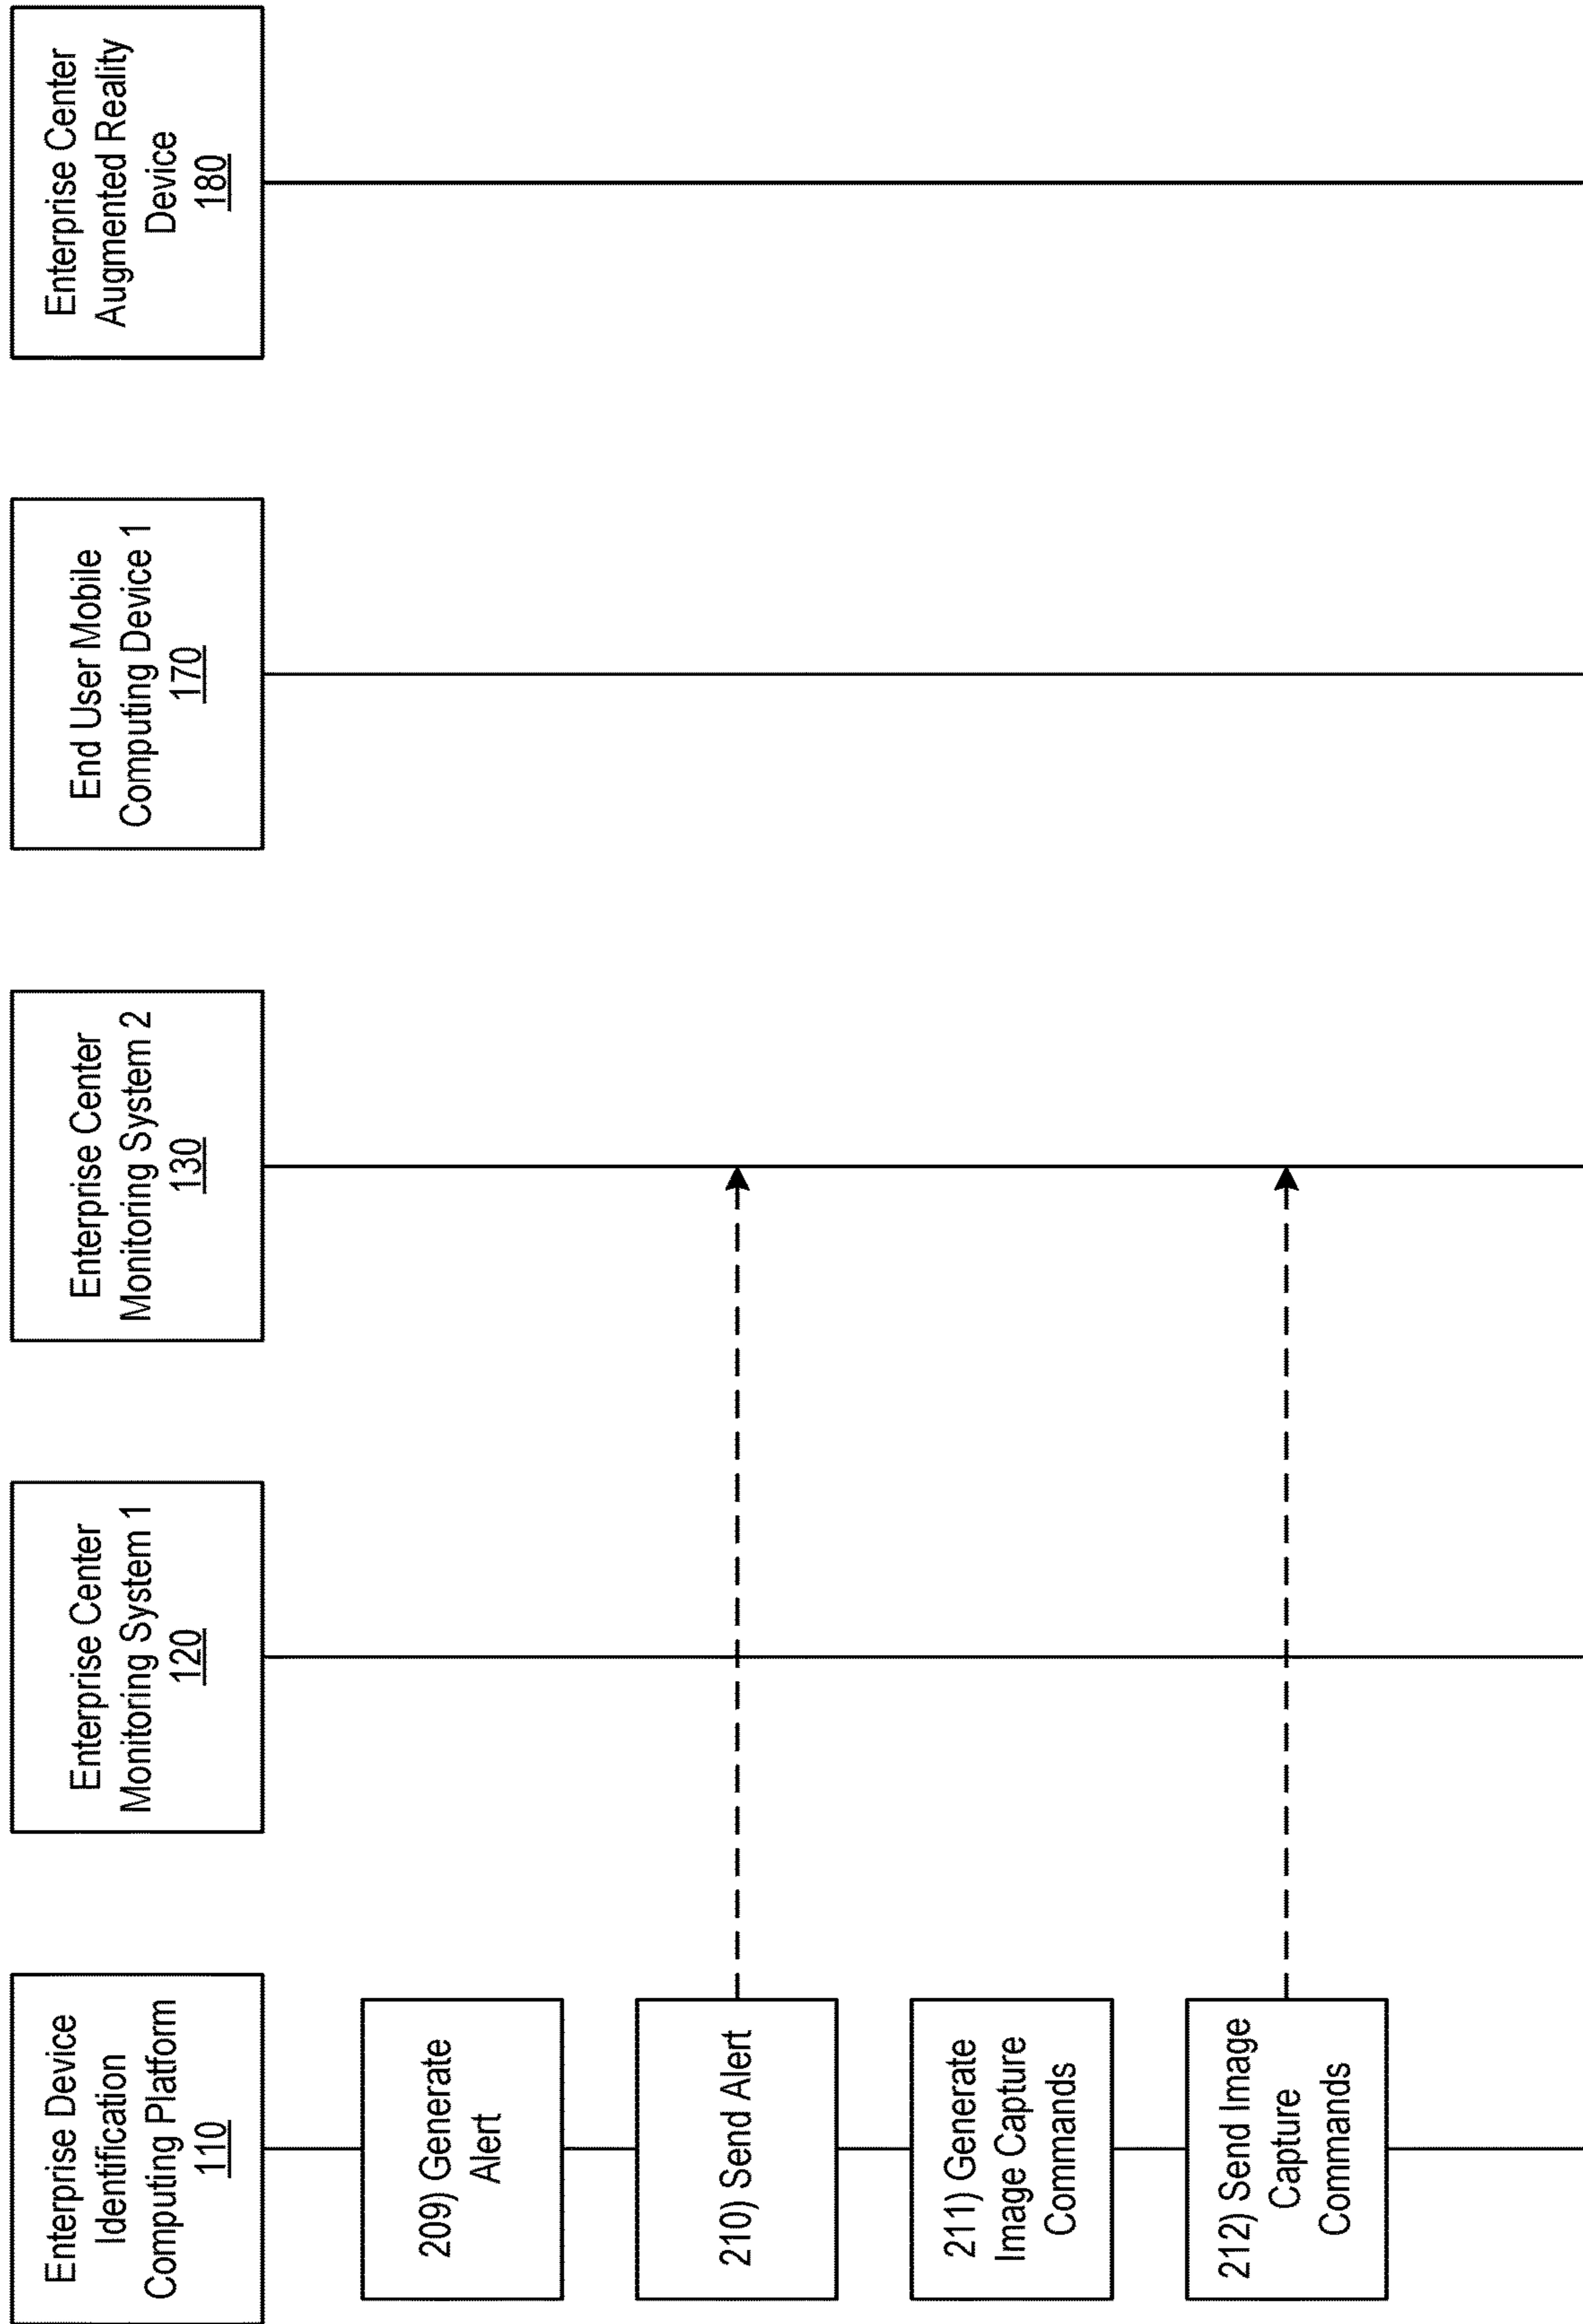 Enterprise Device
Identification
Computing Platform
110
Enterprise Center
Monitoring System 1
120
Enterprise Center
Monitoring System 2
130
End User Mobile
Computing Device 1
170
Enterprise Center
Augmented Reality
Device
180
209) Generate
Alert
210) Send Alert
211) Generate
Image Capture
Commands
212) Send Image
Capture
Commands